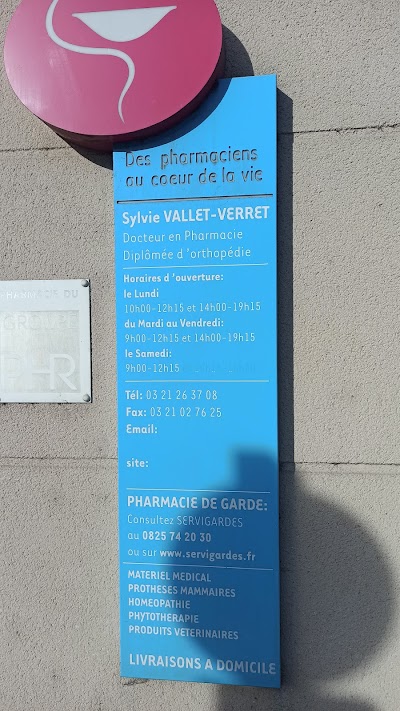 Des pharmaciens
au coeur de la vie
Sylvie VALLET-VERRET
Docteur en Pharmacie
Diplômée d'orthopédie
Horaires d'ouverture:
le Lundi
10h00-12h15 et 14h00-19h15
du Mardi au Vendredi:
9h00-12h15 et 14h00-19h15
le Samedi:
9h00-12h15
Tél: 03 21 26 37 08
Fax: 03 21 02 76 25
Email:
site:
PHARMACIE DE GARDE:
Consultez SERVIGARDES
au 0825 74 20 30
ou sur www.servigardes.fr
MATERIEL MEDICAL
PROTHESES MAMMAIRES
HOMEOPATHIE
PHYTOTHERAPIE
PRODUITS VETERINAIRES
LIVRAISONS A DOMICILE